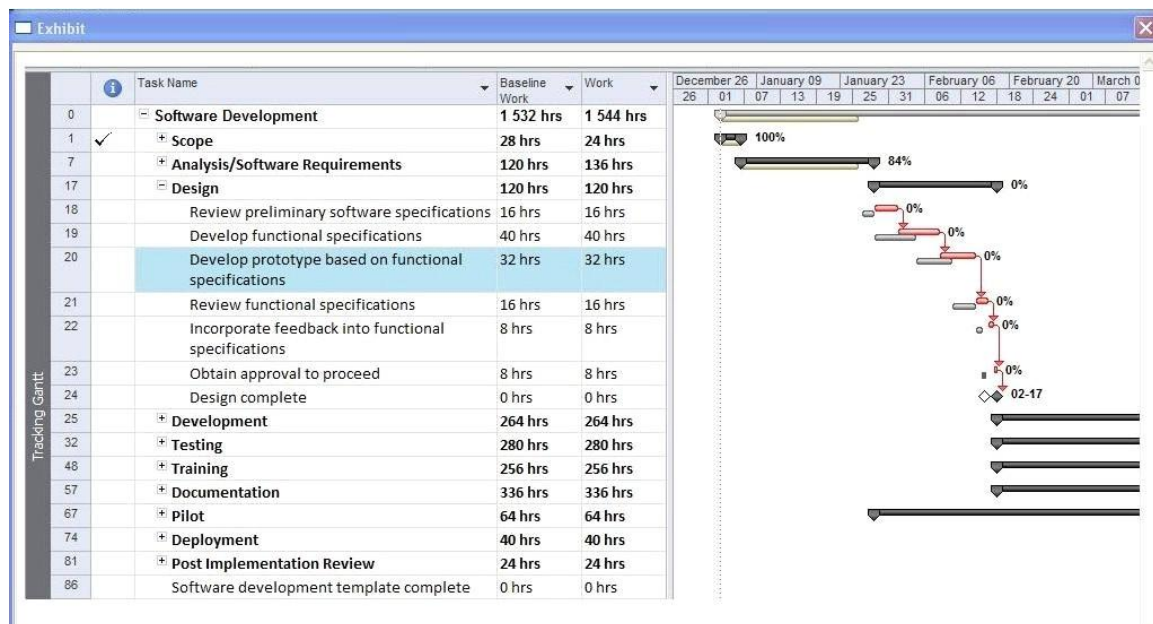 Exhibit
Task Name Baseline Work Work December 26 January 09 January 23 February 06 February 20 March 0
26 01 07 13 19 25 31 06 12 18 24 01 07
0 Software Development 1 532 hrs 1 544 hrs
1 Scope 28 hrs 24 hrs 100%
7 Analysis/Software Requirements 120 hrs 136 hrs 84%
17 Design 120 hrs 120 hrs 0%
18 Review preliminary software specifications 16 hrs 16 hrs 0%
19 Develop functional specifications 40 hrs 40 hrs 0%
20 Develop prototype based on functional 32 hrs 32 hrs 0%
specifications
21 Review functional specifications 16 hrs 16 hrs 0%
22 Incorporate feedback into functional 8 hrs 8 hrs 0%
specifications
23 Obtain approval to proceed 8 hrs 8 hrs 0%
24 Design complete 0 hrs 0 hrs 02-17
25 Development 264 hrs 264 hrs
32 Testing 280 hrs 280 hrs
48 Training 256 hrs 256 hrs
57 Documentation 336 hrs 336 hrs
67 Pilot 64 hrs 64 hrs
74 Deployment 40 hrs 40 hrs
81 Post Implementation Review 24 hrs 24 hrs
86 Software development template complete 0 hrs 0 hrs
Tracking Gantt